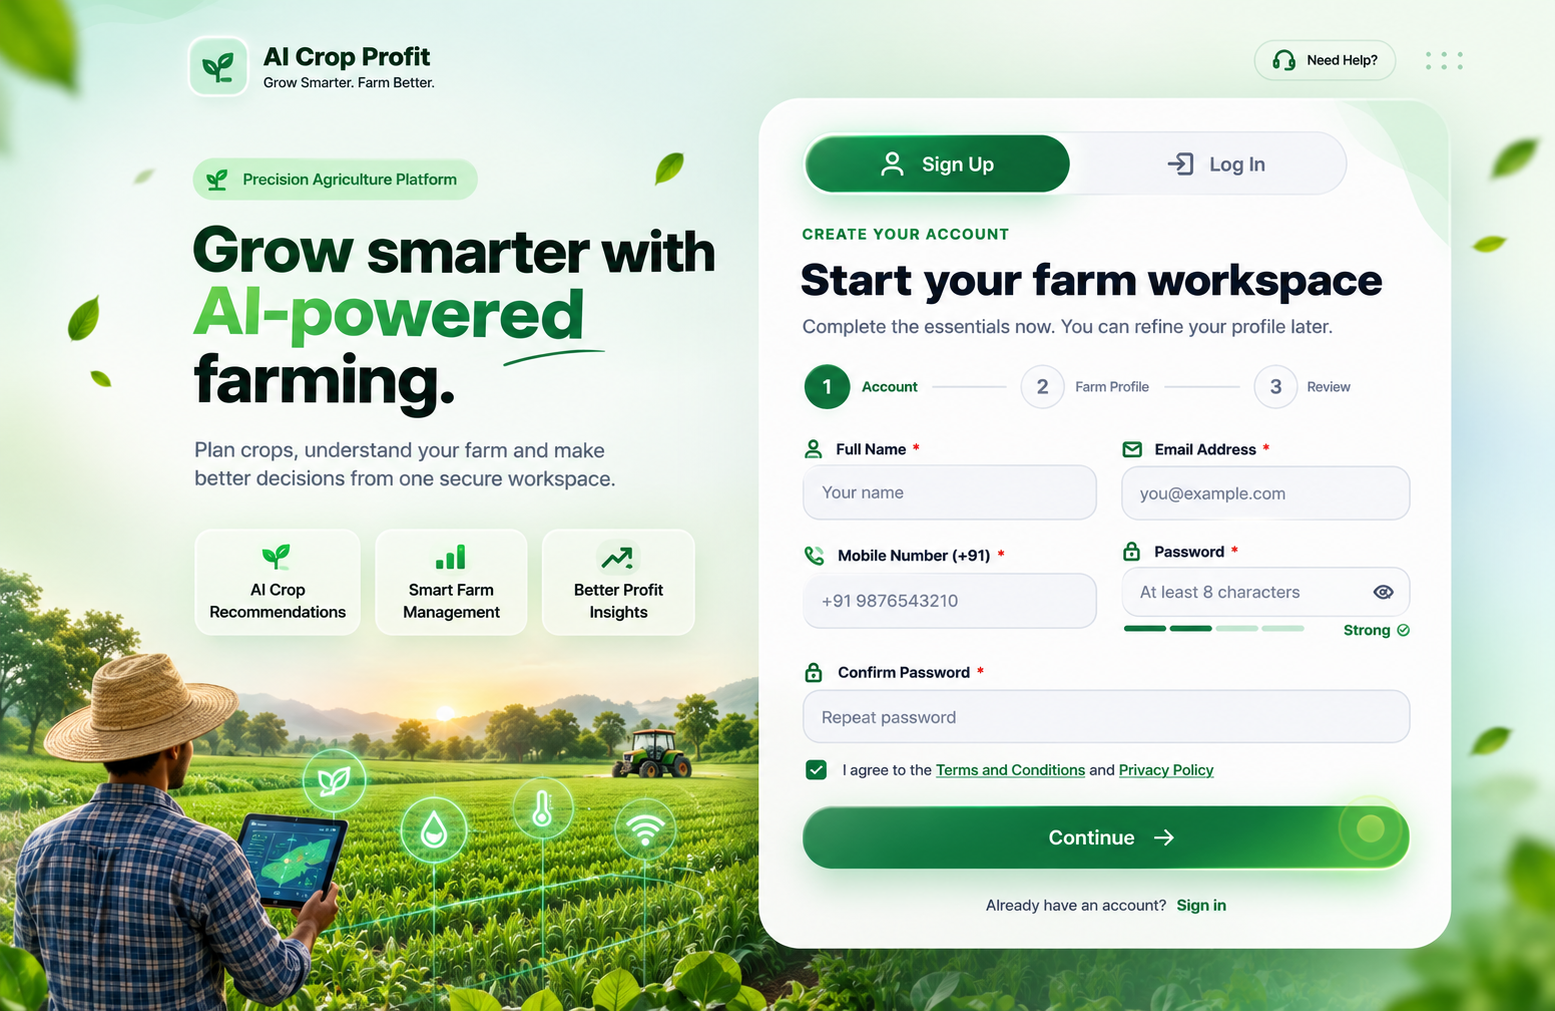 AI Crop Profit
Grow Smarter. Farm Better.
Need Help?
Precision Agriculture Platform
Grow smarter with
AI-powered
farming.
Plan crops, understand your farm and make
better decisions from one secure workspace.
AI Crop
Recommendations
Smart Farm
Management
Better Profit
Insights
Sign Up
Log In
CREATE YOUR ACCOUNT
Start your farm workspace
Complete the essentials now. You can refine your profile later.
1 Account
2 Farm Profile
3 Review
Full Name *
Your name
Email Address *
you@example.com
Mobile Number (+91) *
+91 9876543210
Password *
At least 8 characters
Strong
Confirm Password *
Repeat password
I agree to the Terms and Conditions and Privacy Policy
Continue
Already have an account? Sign in